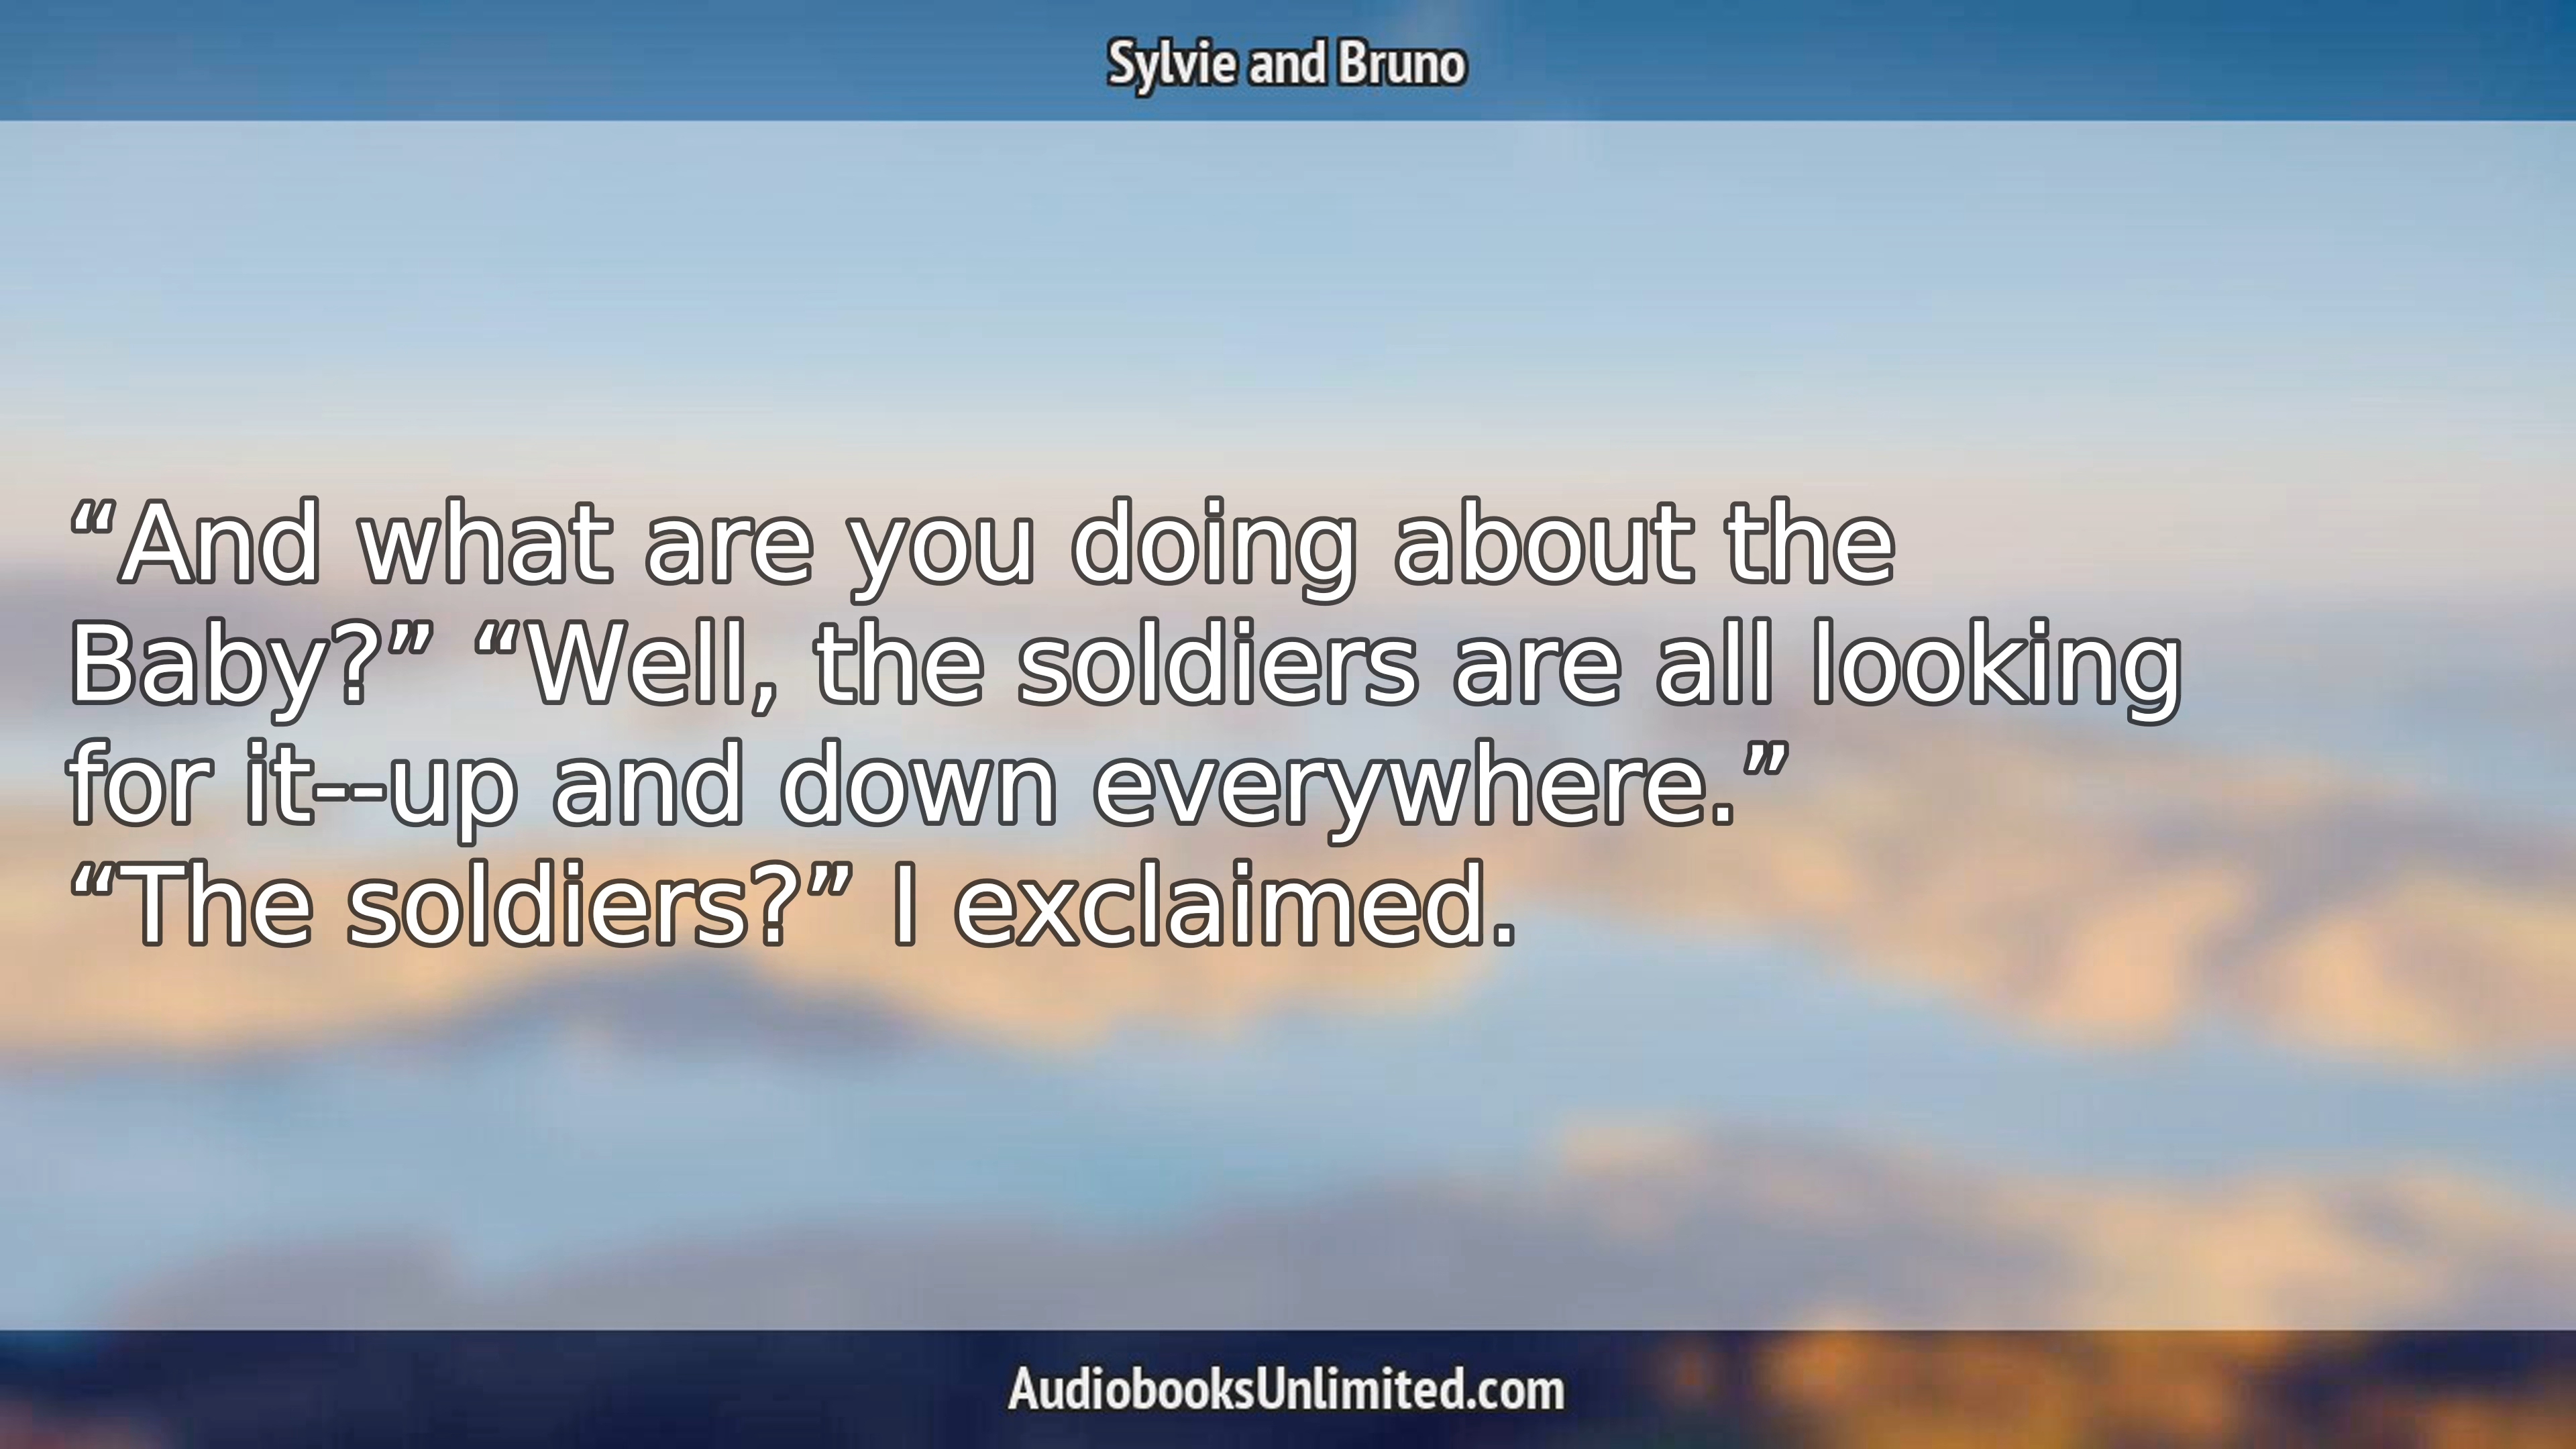 Sylvie and Bruno
“And what are you doing about the
Baby?” “Well, the soldiers are all looking
for it--up and down everywhere.”
“The soldiers?” I exclaimed.
AudiobooksUnlimited.com